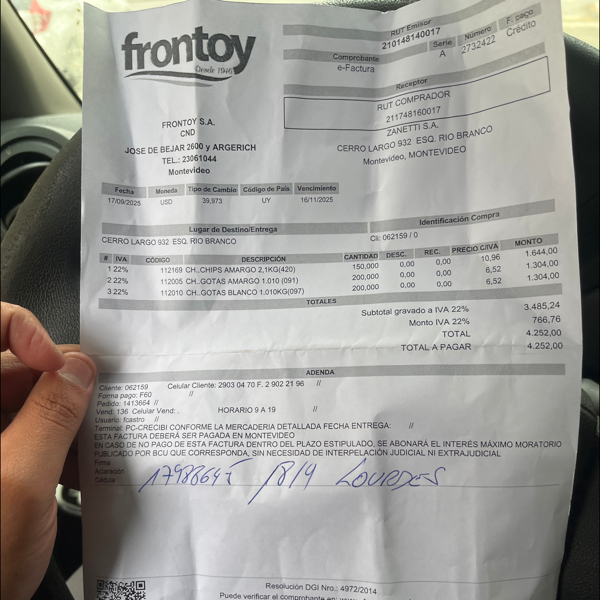 frontoy
Desde 1946
FRONTOY S.A.
CND
JOSE DE BEJAR 2600 y ARGERICH
TEL.: 23061044
Montevideo
RUT Emisor
210148140017
Comprobante Serie Número F. pago
e-Factura A 2732422 Crédito
Receptor
RUT COMPRADOR
211748160017
ZANETTI S.A.
CERRO LARGO 932 ESQ. RIO BRANCO
Montevideo, MONTEVIDEO
Fecha Moneda Tipo de Cambio Código de País Vencimiento
17/09/2025 USD 39,973 UY 16/11/2025
Lugar de Destino/Entrega Identificación Compra
CERRO LARGO 932 ESQ. RIO BRANCO Cli: 062159 / 0
# IVA CÓDIGO DESCRIPCIÓN CANTIDAD DESC. REC. PRECIO C/IVA MONTO
1 22% 112169 CH..CHIPS AMARGO 2,1KG(420) 150,000 0,00 0,00 10,96 1.644,00
2 22% 112005 CH..GOTAS AMARGO 1.010 (091) 200,000 0,00 0,00 6,52 1.304,00
3 22% 112010 CH..GOTAS BLANCO 1.010KG(097) 200,000 0,00 0,00 6,52 1.304,00
TOTALES
Subtotal gravado a IVA 22% 3.485,24
Monto IVA 22% 766,76
TOTAL 4.252,00
TOTAL A PAGAR 4.252,00
ADENDA
Cliente: 062159 Celular Cliente: 2903 04 70 F. 2 902 21 96 //
Forma pago: F60 //
Pedido: 1413664 //
Vend: 136 Celular Vend: . HORARIO 9 A 19 //
Usuario: fcastro //
Terminal: PC-CRECIBI CONFORME LA MERCADERIA DETALLADA FECHA ENTREGA: //
ESTA FACTURA DEBERÁ SER PAGADA EN MONTEVIDEO
EN CASO DE NO PAGO DE ESTA FACTURA DENTRO DEL PLAZO ESTIPULADO, SE ABONARÁ EL INTERÉS MÁXIMO MORATORIO
PUBLICADO POR BCU QUE CORRESPONDA, SIN NECESIDAD DE INTERPELACIÓN JUDICIAL NI EXTRAJUDICIAL
Firma
Aclaración
Cédula
18/9 LOURDES
Resolución DGI Nro.: 4972/2014
Puede verificar el comprobante en: